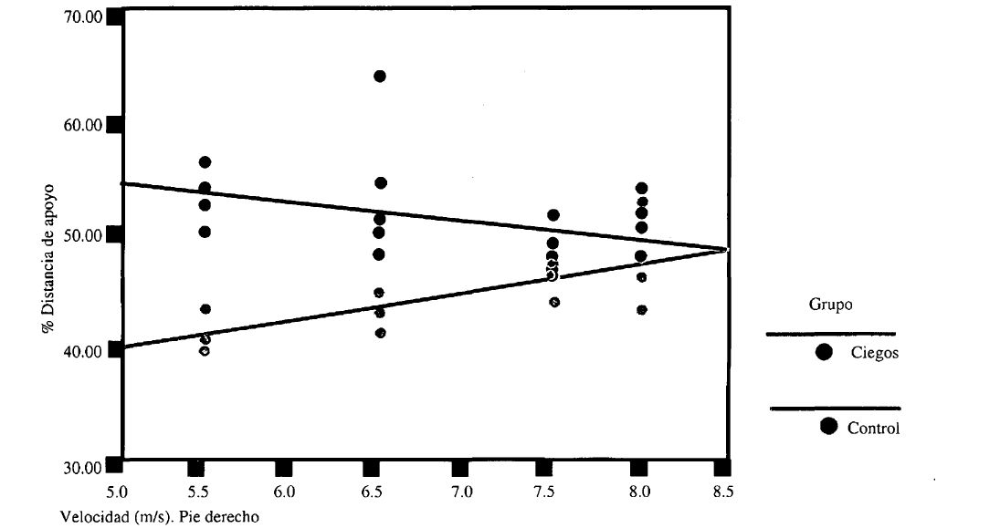 70.00
60.00
% Distancia de apoyo
50.00
40.00
30.00
5.0 5.5 6.0 6.5 7.0 7.5 8.0 8.5
Velocidad (m/s). Pie derecho
Grupo
Ciegos
Control